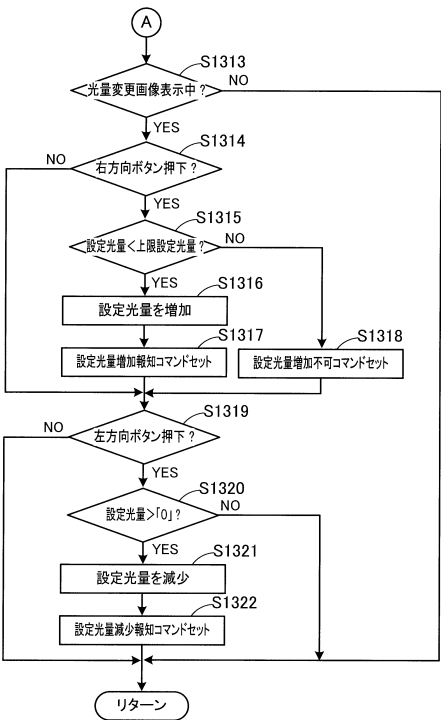 A
S1313
光量変更画像表示中?
NO
YES
S1314
NO
右方向ボタン押下?
YES
S1315
設定光量<上限設定光量?
NO
YES
S1316
設定光量を増加
S1317
設定光量増加報知コマンドセット
S1318
設定光量増加不可コマンドセット
S1319
NO
左方向ボタン押下?
YES
S1320
設定光量>「0」?
NO
YES
S1321
設定光量を減少
S1322
設定光量減少報知コマンドセット
リターン